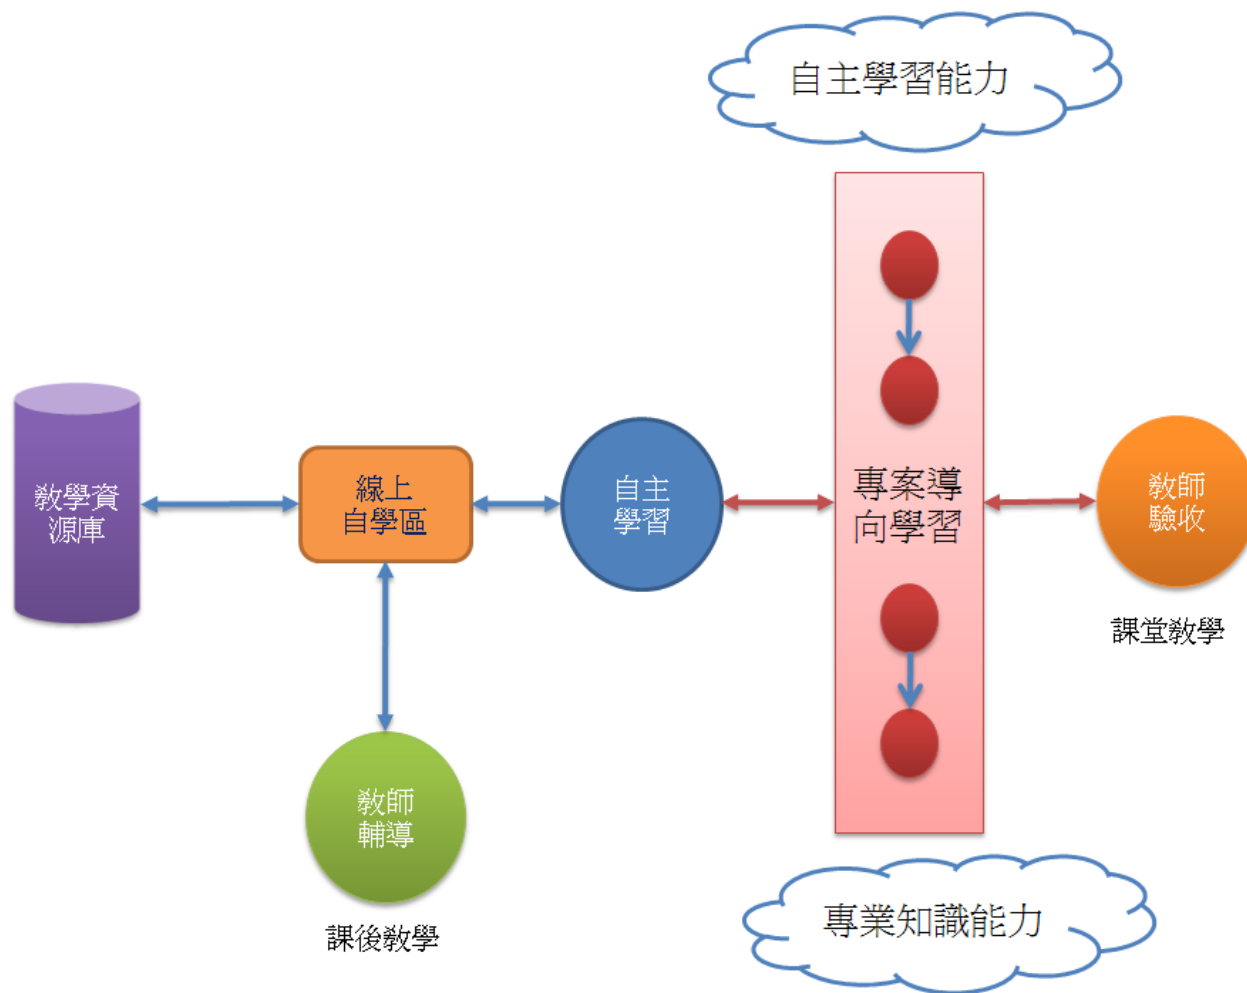 自主學習能力
教學資
源庫
線上
自學區
自主
學習
專案導
向學習
教師
驗收
課堂教學
教師
輔導
課後教學
專業知識能力